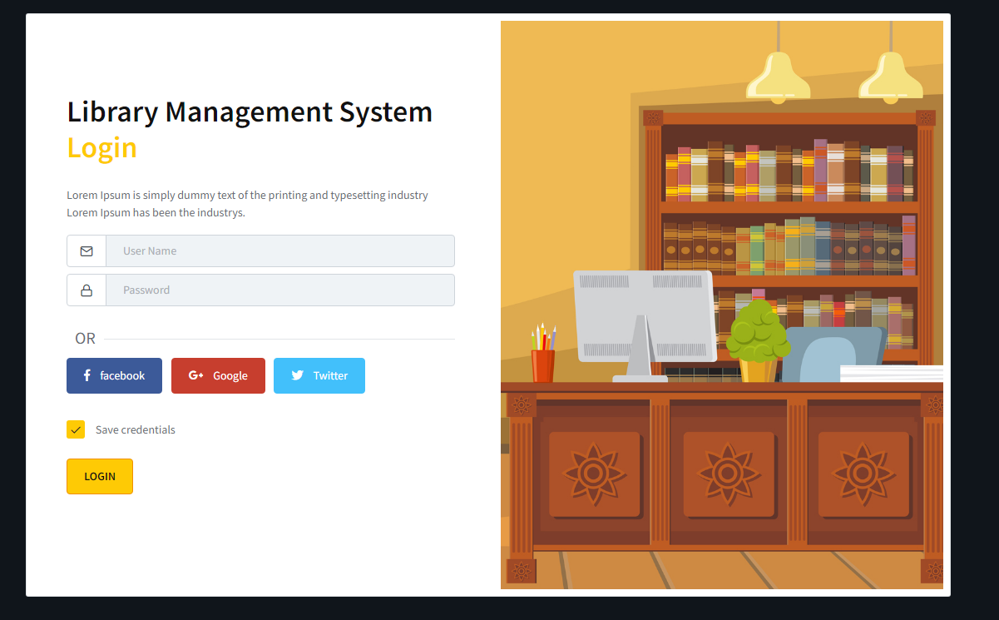 Library Management System
Login
Lorem Ipsum is simply dummy text of the printing and typesetting industry
Lorem Ipsum has been the industrys.
User Name
Password
OR
facebook
Google
Twitter
Save credentials
LOGIN